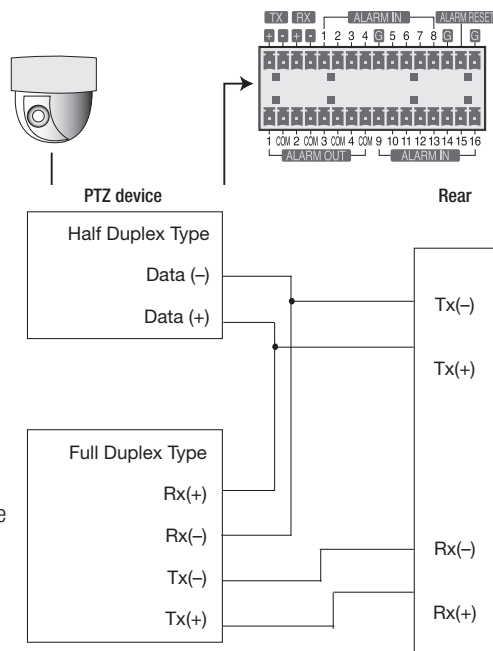 TX RX ALARM IN ALARM RESET
+ - + - 1 2 3 4 G 5 6 7 8 G G
1 COM 2 COM 3 COM 4 COM 9 10 11 12 13 14 15 16
ALARM OUT ALARM IN
PTZ device
Rear
Half Duplex Type
Data (–)
Data (+)
Tx(–)
Tx(+)
Full Duplex Type
Rx(+)
Rx(–)
Tx(–)
Tx(+)
e
Rx(–)
Rx(+)